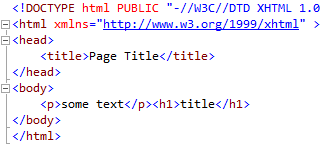 <!DOCTYPE html PUBLIC "-//W3C//DTD XHTML 1.0
<html xmlns="http://www.w3.org/1999/xhtml" >
<head>
    <title>Page Title</title>
</head>
<body>
    <p>some text</p><h1>title</h1>
</body>
</html>